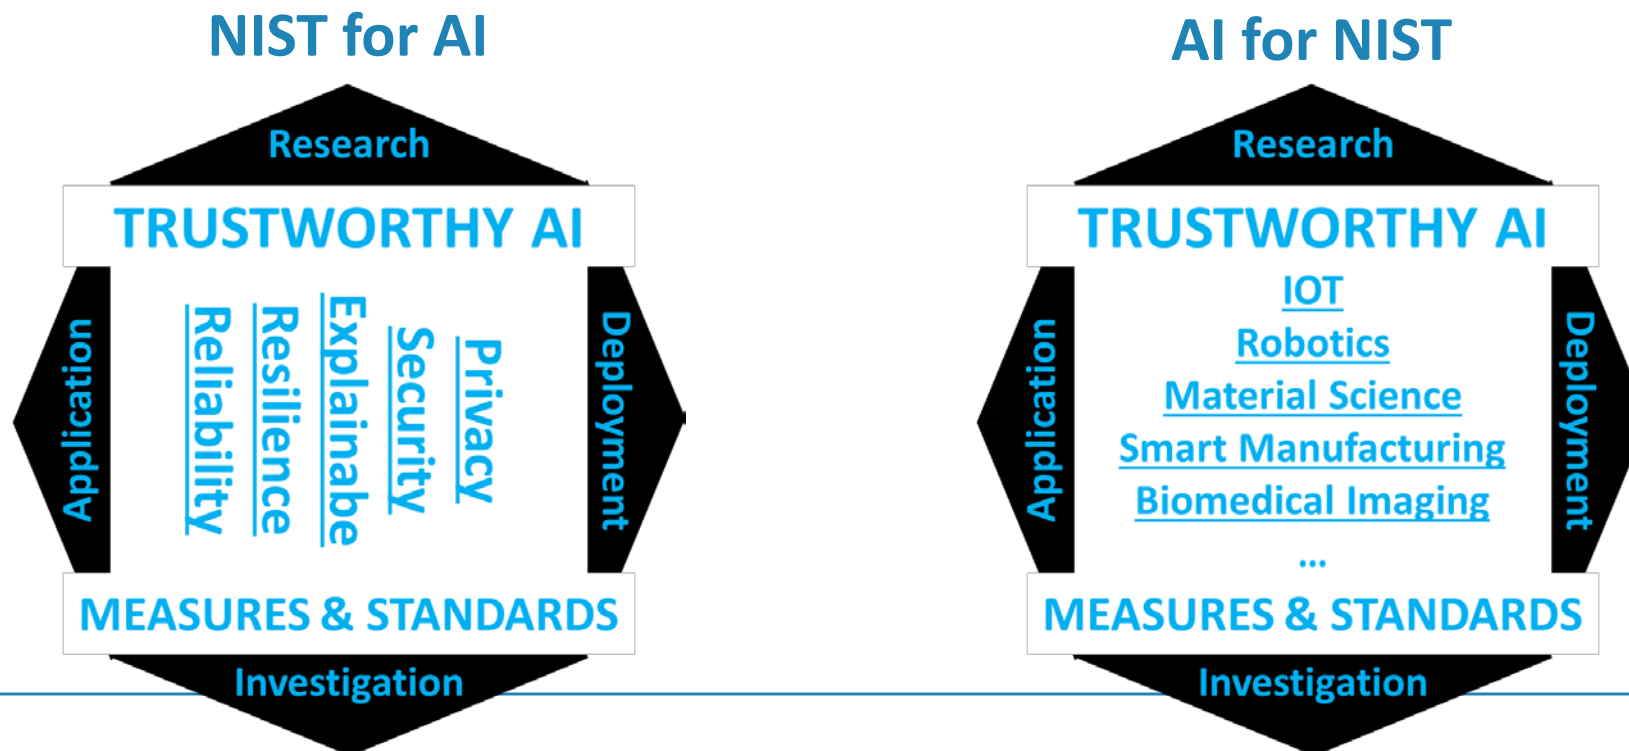 NIST for AI
Research
TRUSTWORTHY AI
Application
Reliability
Resilience
Explainabe
Security
Privacy
Deployment
MEASURES & STANDARDS
Investigation
AI for NIST
Research
TRUSTWORTHY AI
Application
IOT
Robotics
Material Science
Smart Manufacturing
Biomedical Imaging
...
Deployment
MEASURES & STANDARDS
Investigation